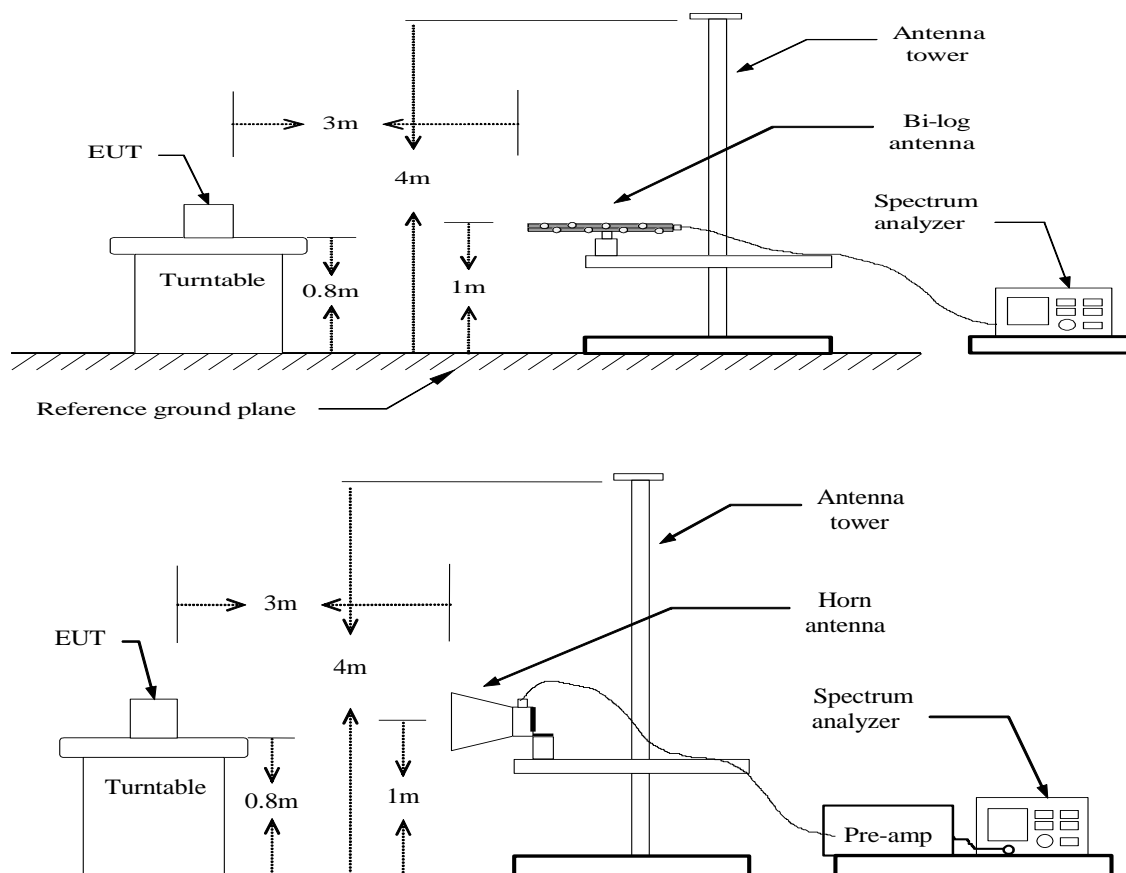 Antenna
tower
3m
Bi-log
antenna
EUT
4m
Spectrum
analyzer
Turntable
0.8m
1m
Reference ground plane
Antenna
tower
3m
Horn
antenna
EUT
4m
Spectrum
analyzer
Turntable
0.8m
1m
Pre-amp